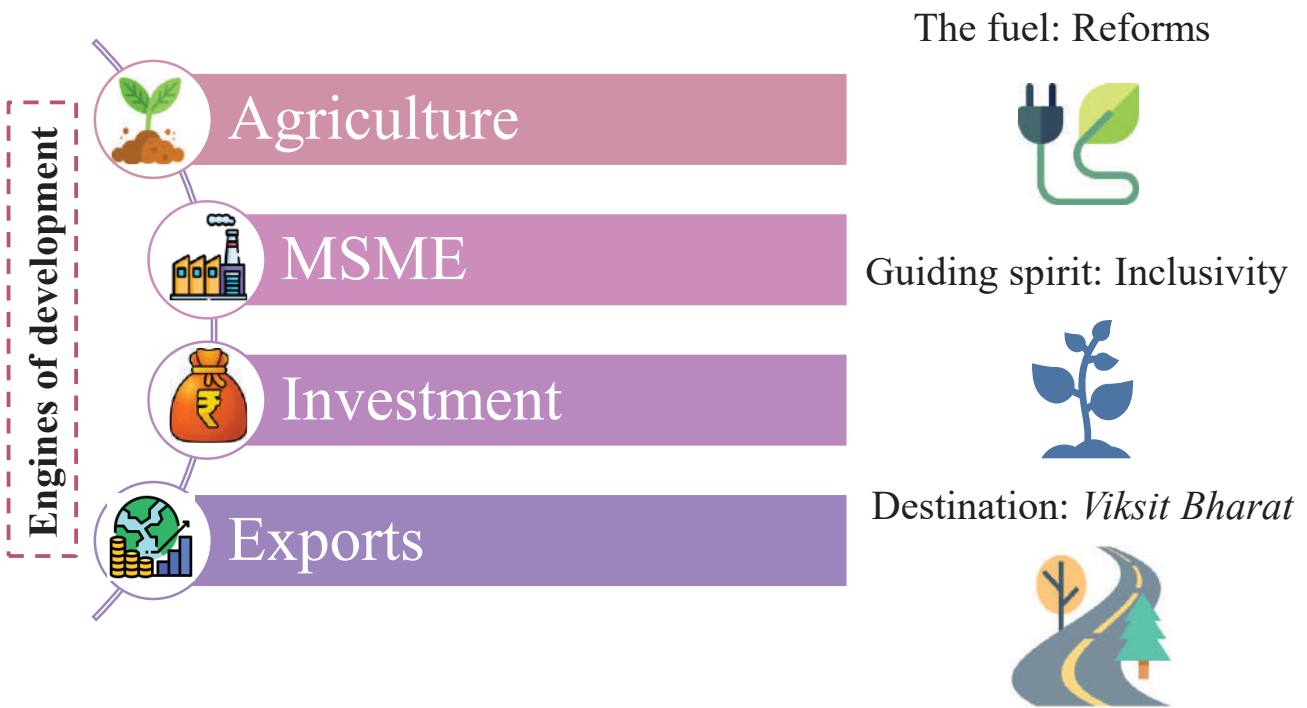 Engines of development
Agriculture
MSME
Investment
Exports
The fuel: Reforms
Guiding spirit: Inclusivity
Destination: Viksit Bharat